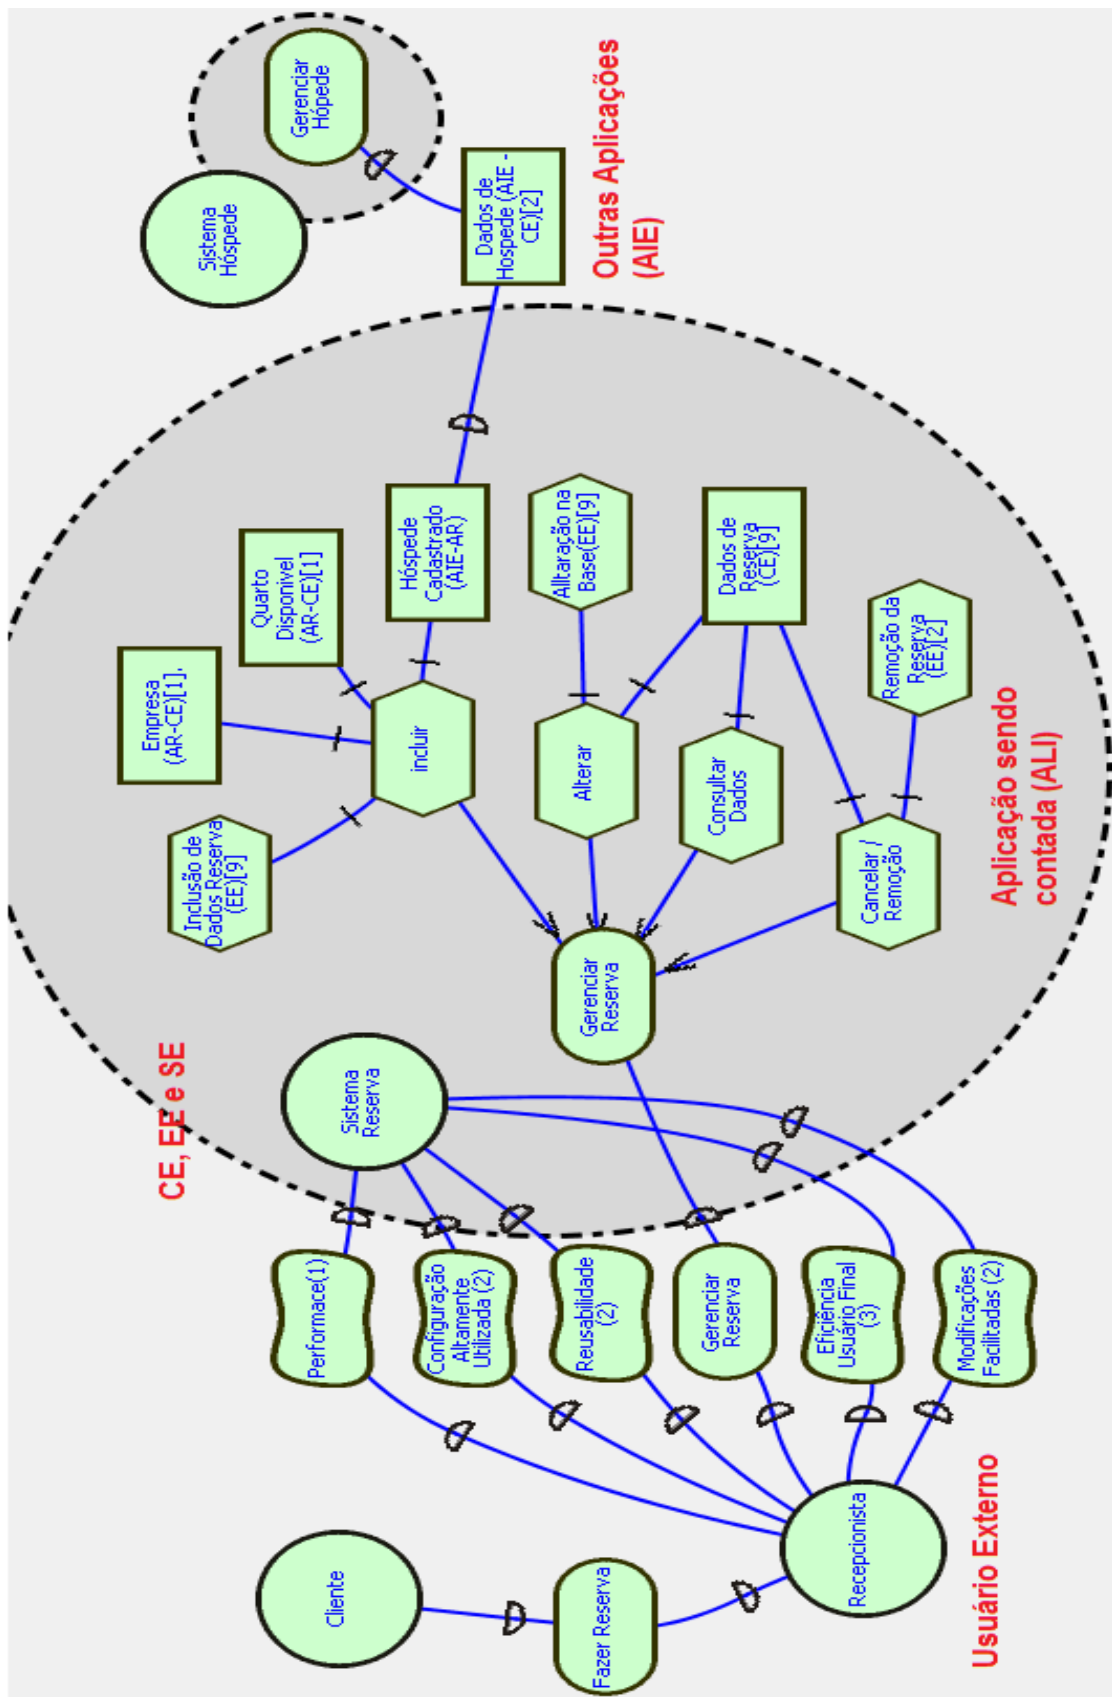 Cliente
Fazer Reserva
Recepcionista
Usuário Externo
Performace(1)
Configuração
Altamente
Utilizada (2)
Reusabilidade
(2)
Gerenciar
Reserva
Eficiência
Usuário Final
(3)
Modificações
Facilitadas (2)
CE, EE e SE
Sistema
Reserva
Gerenciar
Reserva
Inclusão de
Dados Reserva
(EE)[9]
Empresa
(AR-CE)[1].
Quarto
Disponivel
(AR-CE)[1]
incluir
Hóspede
Cadastrado
(AIE-AR)
Alterar
Alltaração na
Base(EE)[9]
Consultar
Dados
Dados de
Reserva
(CE)[9]
Cancelar /
Remoção
Remoção da
Reserva
(EE)[2]
Aplicação sendo
contada (ALI)
Sistema
Hóspede
Gerenciar
Hópede
Dados de
Hospede (AIE -
CE)[2]
Outras Aplicações
(AIE)